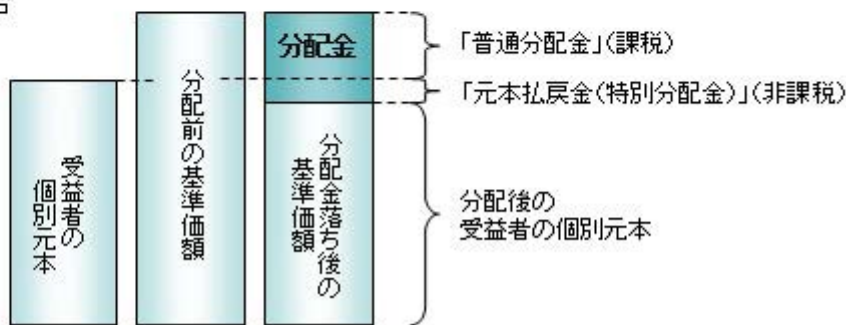 受益者の
個別元本
分配前の基準価額
分配金
分配金落ち後の
基準価額
「普通分配金」(課税)
「元本払戻金(特別分配金)」(非課税)
分配後の
受益者の個別元本